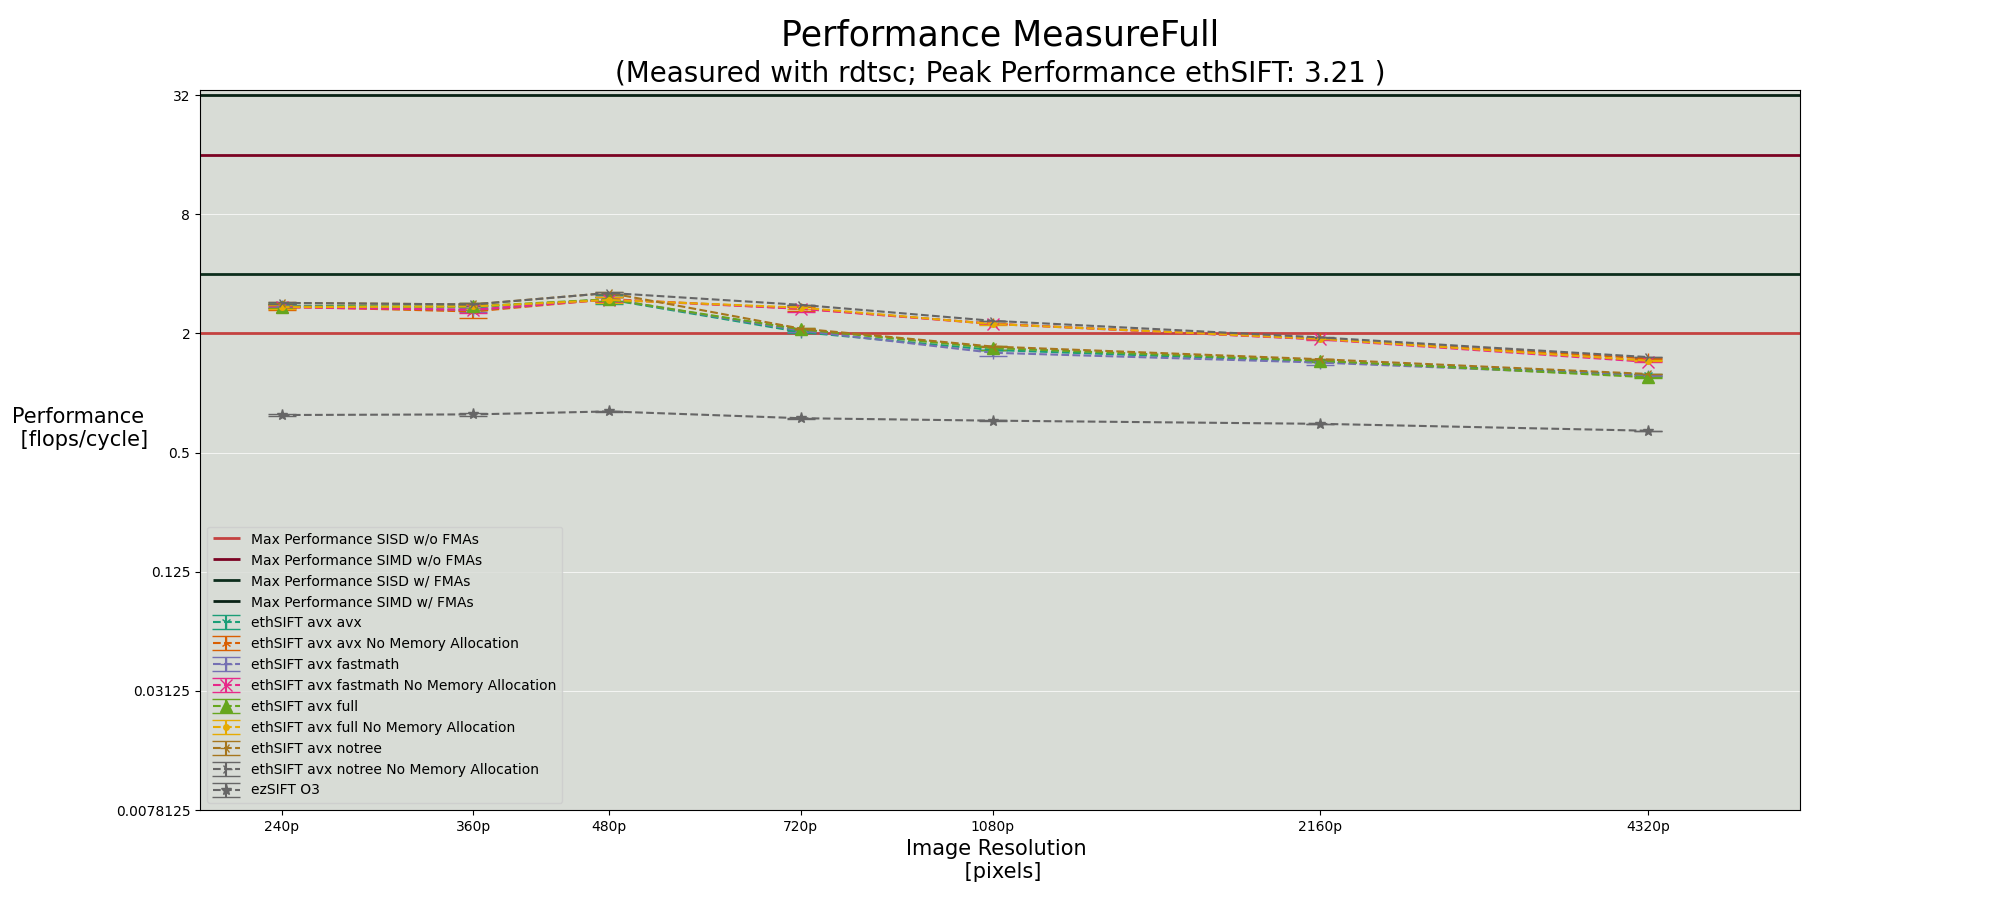 Performance MeasureFull
(Measured with rdtsc; Peak Performance ethSIFT: 3.21 )
32
8
2
0.5
0.125
0.03125
0.0078125
Performance
[flops/cycle]
Max Performance SISD w/o FMAs
Max Performance SIMD w/o FMAs
Max Performance SISD w/ FMAs
Max Performance SIMD w/ FMAs
ethSIFT avx avx
ethSIFT avx avx No Memory Allocation
ethSIFT avx fastmath
ethSIFT avx fastmath No Memory Allocation
ethSIFT avx full
ethSIFT avx full No Memory Allocation
ethSIFT avx notree
ethSIFT avx notree No Memory Allocation
ezSIFT O3
240p 360p 480p 720p 1080p 2160p 4320p
Image Resolution
[pixels]